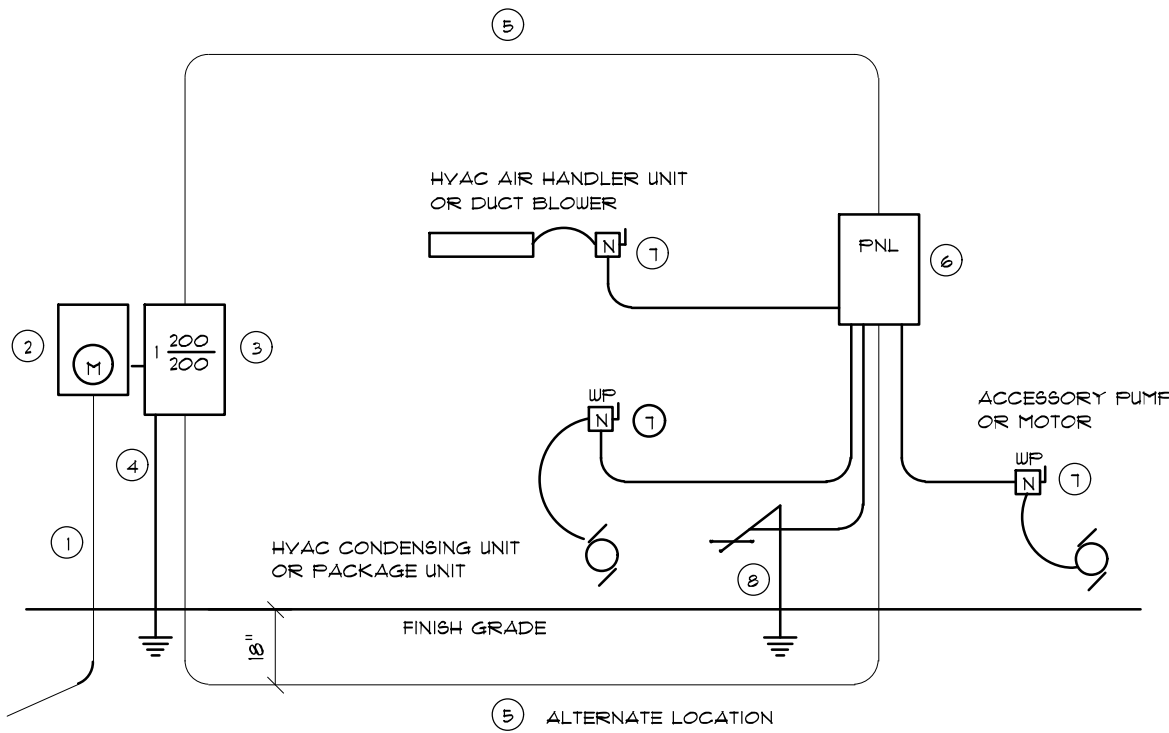 5
HVAC AIR HANDLER UNIT
OR DUCT BLOWER
N
7
PNL
6
2
M
1 200
200
3
WP
N
7
ACCESSORY PUMP
OR MOTOR
WP
N
7
4
1
HVAC CONDENSING UNIT
OR PACKAGE UNIT
8
FINISH GRADE
18"
5 ALTERNATE LOCATION